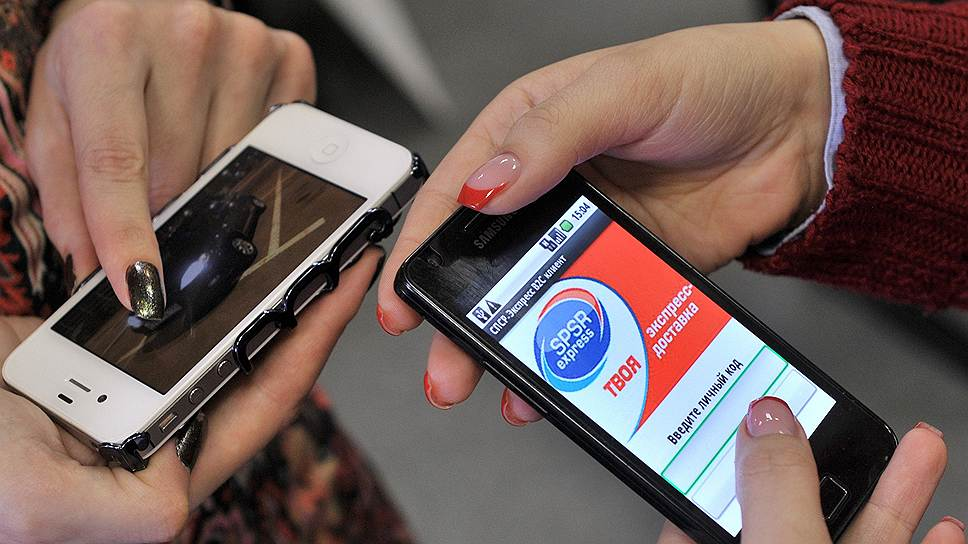 SAMSUNG
15:04
СПСР-Экспресс B2C клиент
SPSR
express
ТВОЯ
экспресс-
доставка
Введите личный код